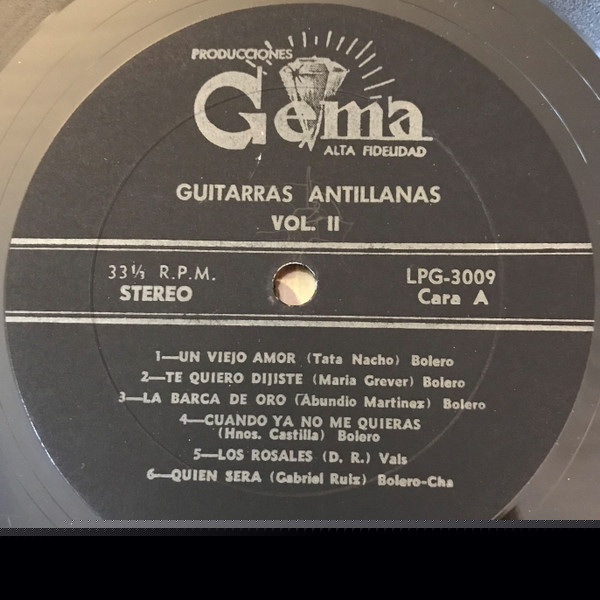 PRODUCCIONES
Gema
ALTA FIDELIDAD
GUITARRAS ANTILLANAS
VOL. II
33⅓ R.P.M.
STEREO
LPG-3009
Cara A
1—UN VIEJO AMOR (Tata Nacho) Bolero
2—TE QUIERO DIJISTE (Maria Grever) Bolero
3—LA BARCA DE ORO (Abundio Martinez) Bolero
4—CUANDO YA NO ME QUIERAS
(Hnos. Castilla) Bolero
5—LOS ROSALES (D. R.) Vals
6—QUIEN SERA (Gabriel Ruiz) Bolero-Cha